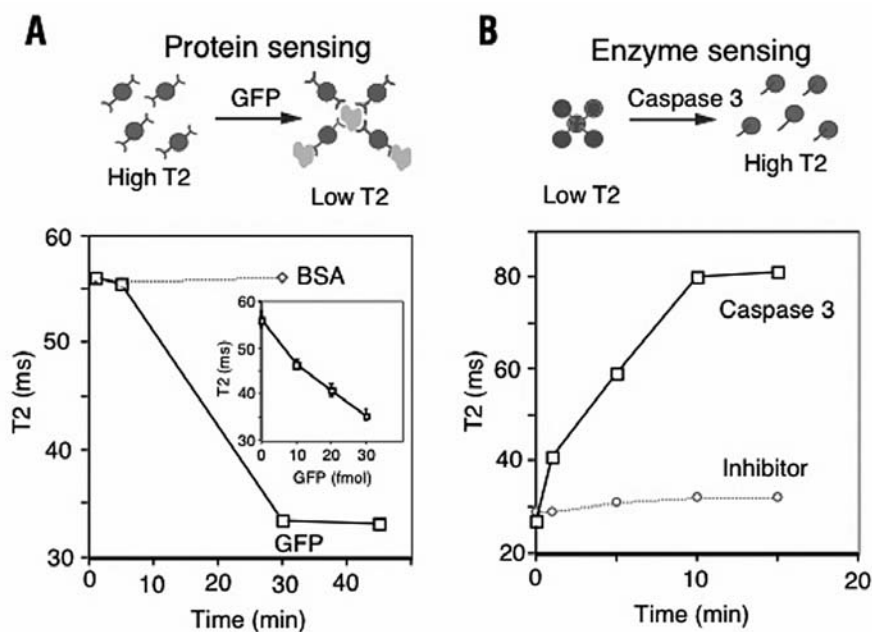 A
Protein sensing
GFP
High T2
Low T2
60
50
40
30
T2 (ms)
BSA
GFP
0
10
20
30
40
Time (min)
60
50
40
30
T2 (ms)
0
10
20
30
GFP (fmol)
B
Enzyme sensing
Caspase 3
Low T2
High T2
80
60
40
20
T2 (ms)
Caspase 3
Inhibitor
0
10
20
Time (min)